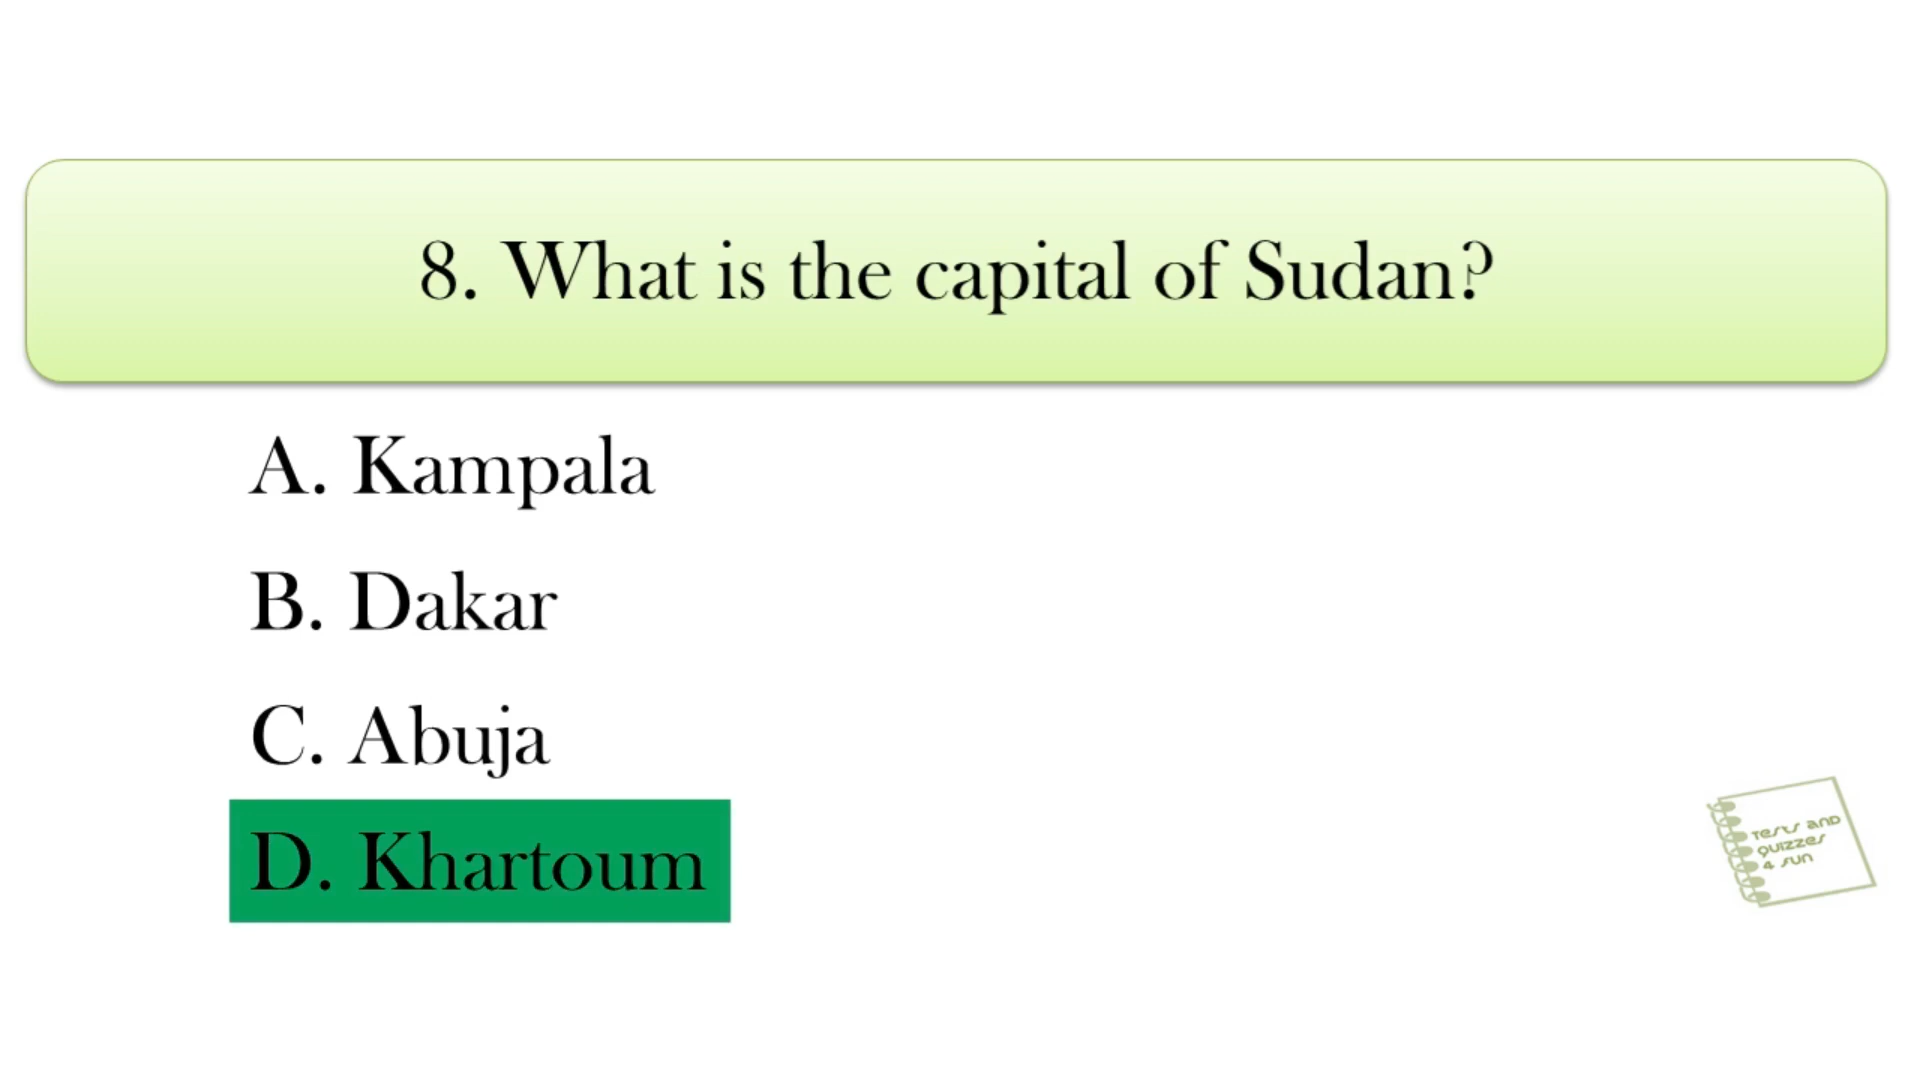 8. What is the capital of Sudan?
A. Kampala
B. Dakar
C. Abuja
D. Khartoum
Tests and
Quizzes
4 Fun